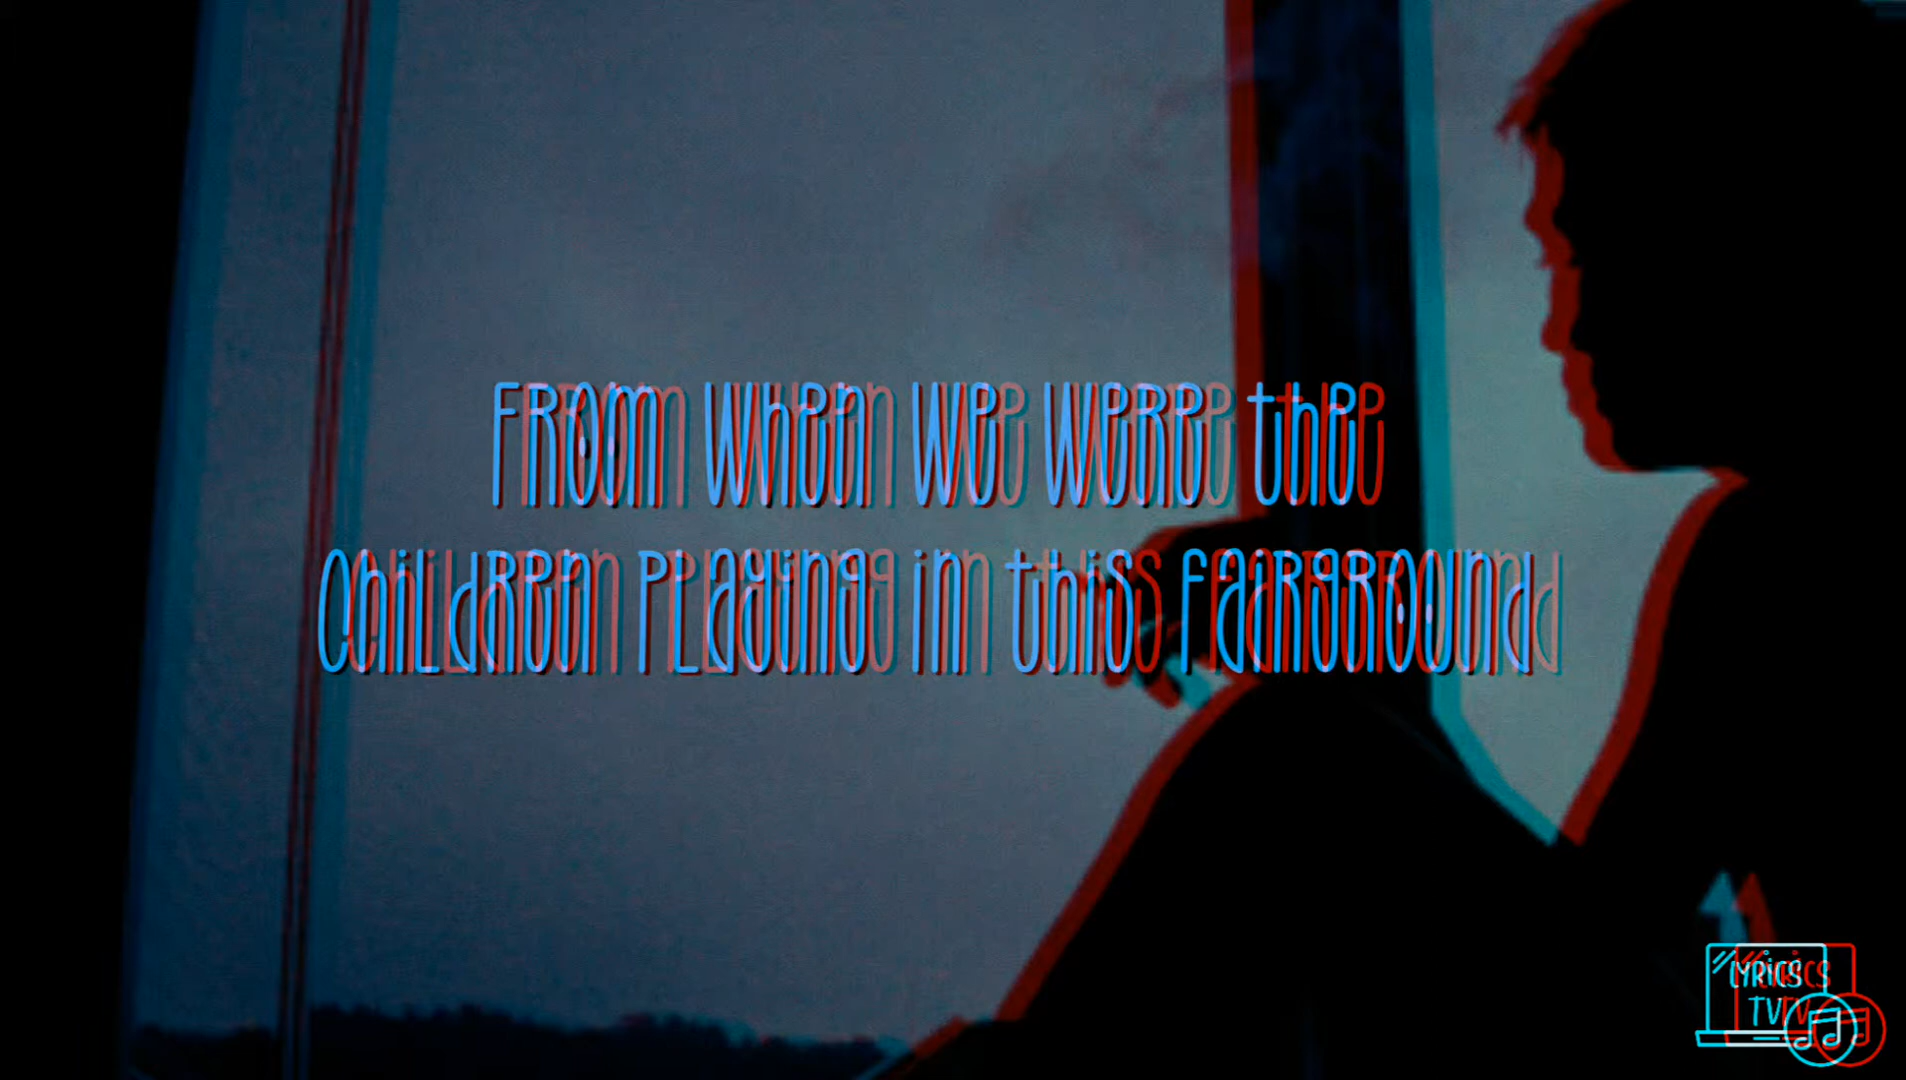 From when we were the
Children playing in this fairground
LYRICS
TV